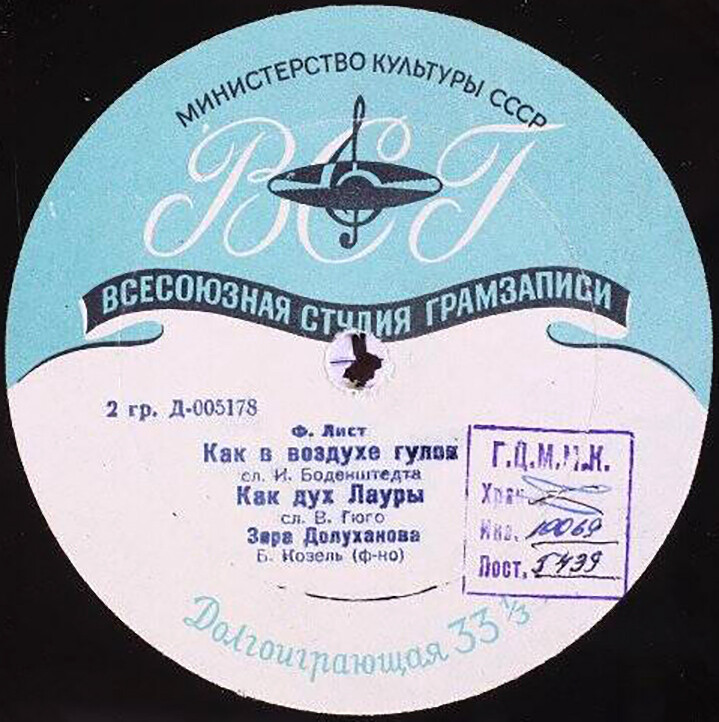 МИНИСТЕРСТВО КУЛЬТУРЫ СССР
ВСГ
ВСЕСОЮЗНАЯ СТУДИЯ ГРАМЗАПИСИ
2 гр. Д-005178
Ф. Лист
Как в воздухе гулок
сл. И. Боденштедта
Как дух Лауры
сл. В. Гюго
Зара Долуханова
Б. Козель (ф-но)
Г.Ц.М.М.К.
Хран
Инв. 10069
Пост. 5439
Долгоиграющая 33 1/3